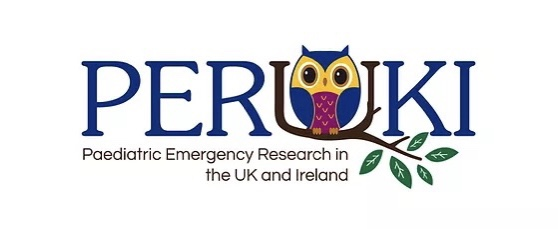 PERUKI
Paediatric Emergency Research in
the UK and Ireland